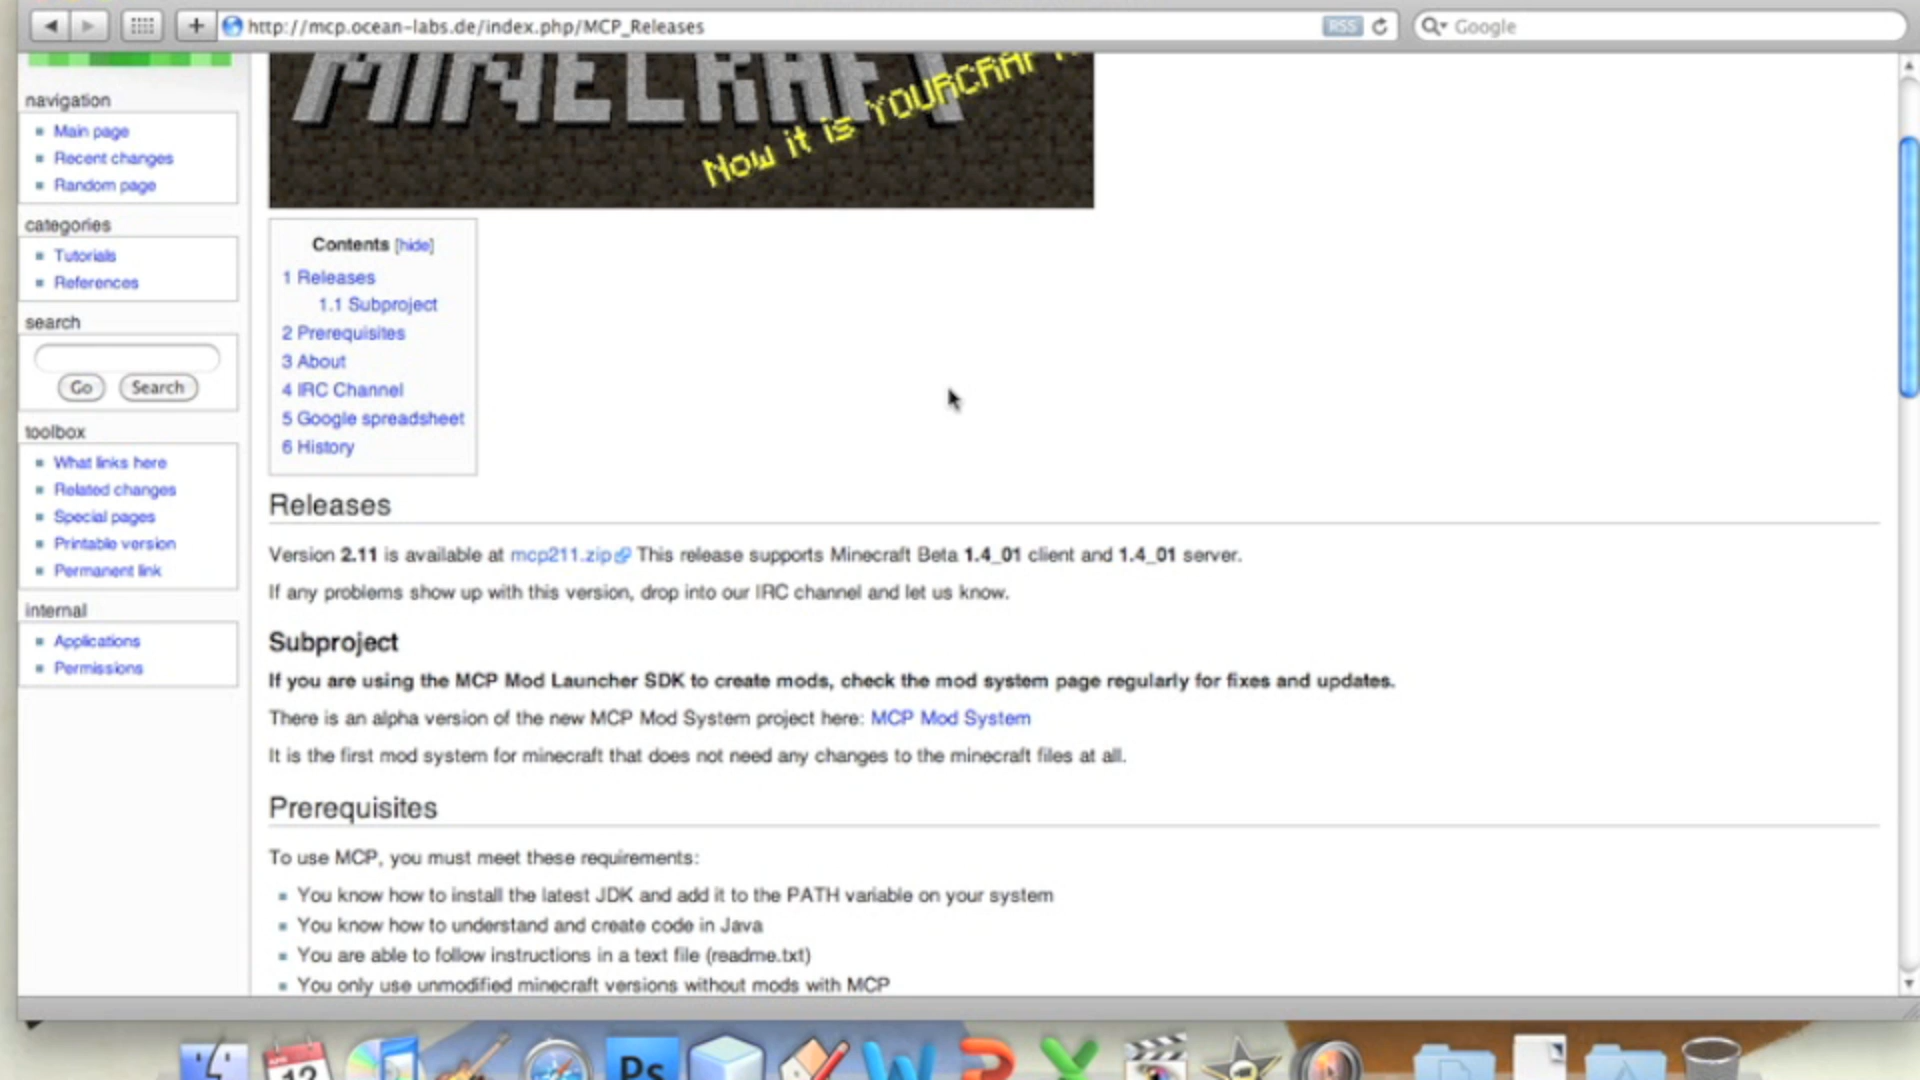 http://mcp.ocean-labs.de/index.php/MCP_Releases
RSS
Google
MINECRAFT
Now it is YOURCRAFT
navigation
Main page
Recent changes
Random page
categories
Tutorials
References
search
Go
Search
toolbox
What links here
Related changes
Special pages
Printable version
Permanent link
internal
Applications
Permissions
Contents [hide]
1 Releases
1.1 Subproject
2 Prerequisites
3 About
4 IRC Channel
5 Google spreadsheet
6 History
Releases
Version 2.11 is available at mcp211.zip This release supports Minecraft Beta 1.4_01 client and 1.4_01 server.
If any problems show up with this version, drop into our IRC channel and let us know.
Subproject
If you are using the MCP Mod Launcher SDK to create mods, check the mod system page regularly for fixes and updates.
There is an alpha version of the new MCP Mod System project here: MCP Mod System
It is the first mod system for minecraft that does not need any changes to the minecraft files at all.
Prerequisites
To use MCP, you must meet these requirements:
You know how to install the latest JDK and add it to the PATH variable on your system
You know how to understand and create code in Java
You are able to follow instructions in a text file (readme.txt)
You only use unmodified minecraft versions without mods with MCP
12
Ps